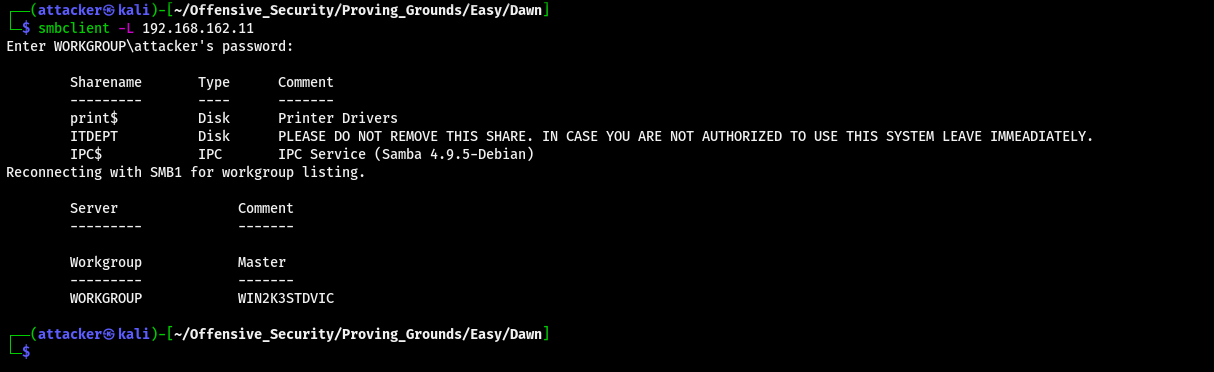 ┌──(attacker㉿kali)-[~/Offensive_Security/Proving_Grounds/Easy/Dawn]
└─$ smbclient -L 192.168.162.11
Enter WORKGROUP\attacker's password:
Sharename Type Comment
--------- ---- -------
print$ Disk Printer Drivers
ITDEPT Disk PLEASE DO NOT REMOVE THIS SHARE. IN CASE YOU ARE NOT AUTHORIZED TO USE THIS SYSTEM LEAVE IMMEADIATELY.
IPC$ IPC IPC Service (Samba 4.9.5-Debian)
Reconnecting with SMB1 for workgroup listing.
Server Comment
--------- -------
Workgroup Master
--------- -------
WORKGROUP WIN2K3STDVIC
┌──(attacker㉿kali)-[~/Offensive_Security/Proving_Grounds/Easy/Dawn]
└─$